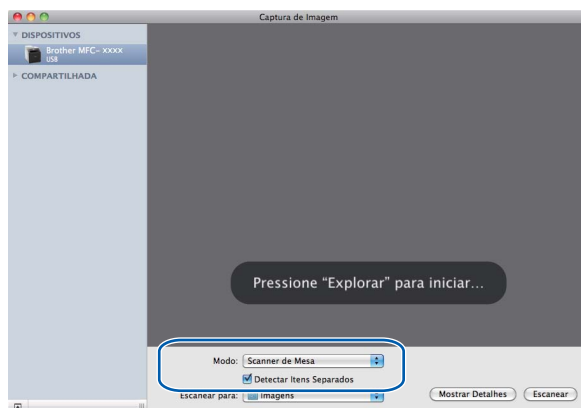 Captura de Imagem
DISPOSITIVOS
Brother MFC- XXXX
USB
COMPARTILHADA
Pressione “Explorar” para iniciar...
Modo: Scanner de Mesa
Detectar Itens Separados
Escanear para: Imagens
Mostrar Detalhes
Escanear